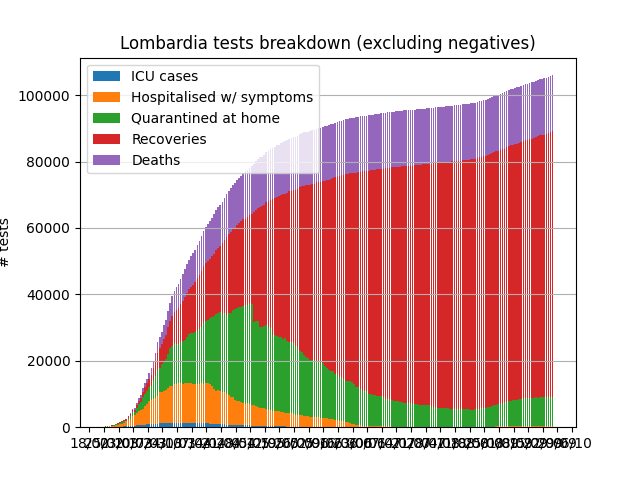 Lombardia tests breakdown (excluding negatives)
ICU cases
Hospitalised w/ symptoms
Quarantined at home
Recoveries
Deaths
100000
80000
60000
40000
20000
0
# tests